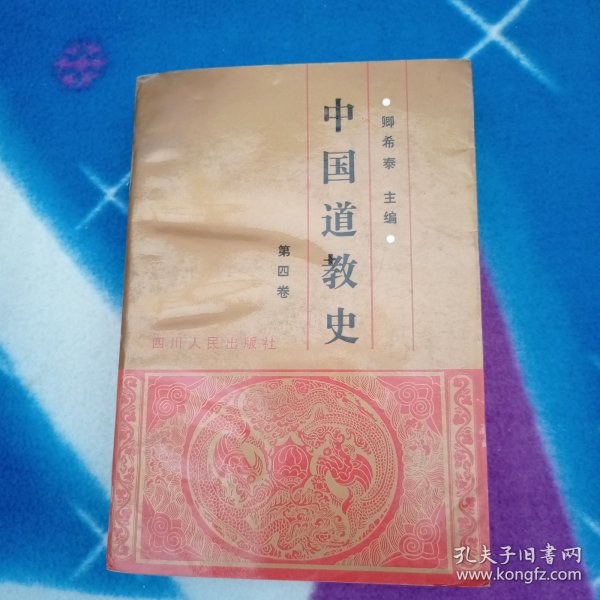 卿希泰 主编
中国道教史
第四卷
四川人民出版社
孔夫子旧书网
www.kongfz.com